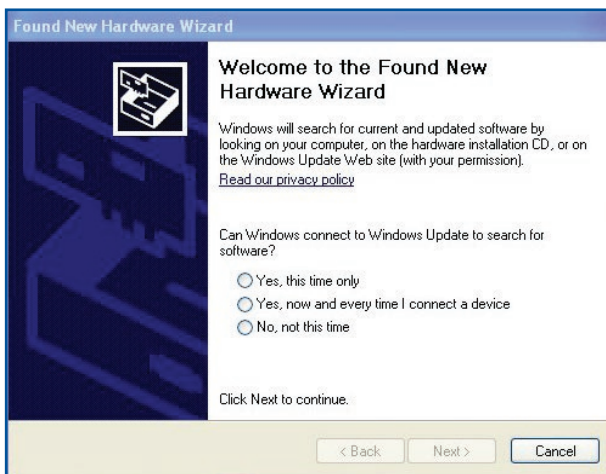 Found New Hardware Wizard
Welcome to the Found New
Hardware Wizard
Windows will search for current and updated software by
looking on your computer, on the hardware installation CD, or on
the Windows Update Web site (with your permission).
Read our privacy policy
Can Windows connect to Windows Update to search for
software?
Yes, this time only
Yes, now and every time I connect a device
No, not this time
Click Next to continue.
< Back
Next >
Cancel